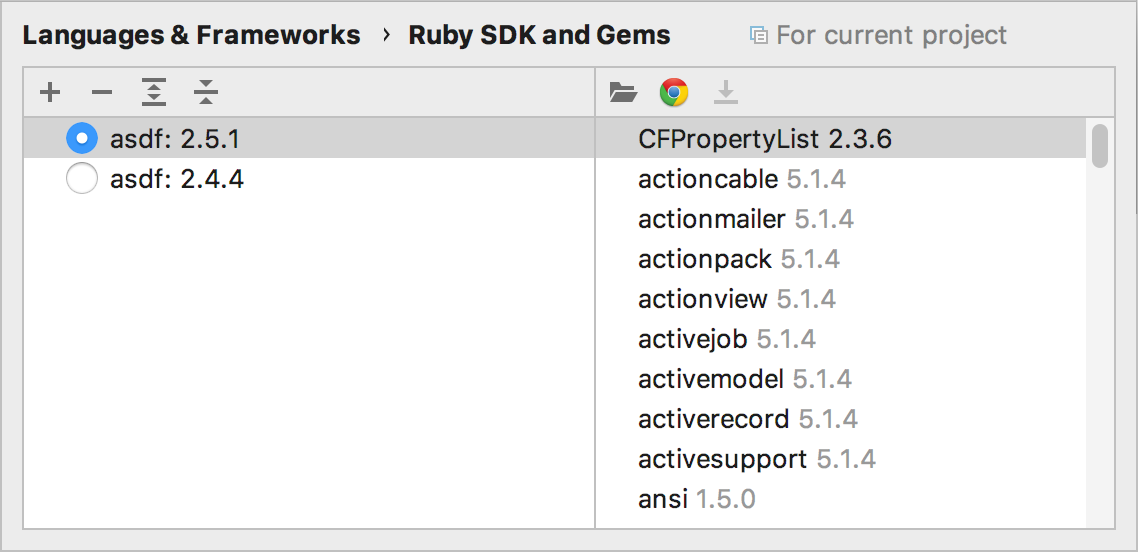 Languages & Frameworks › Ruby SDK and Gems For current project
asdf: 2.5.1
asdf: 2.4.4
CFPropertyList 2.3.6
actioncable 5.1.4
actionmailer 5.1.4
actionpack 5.1.4
actionview 5.1.4
activejob 5.1.4
activemodel 5.1.4
activerecord 5.1.4
activesupport 5.1.4
ansi 1.5.0